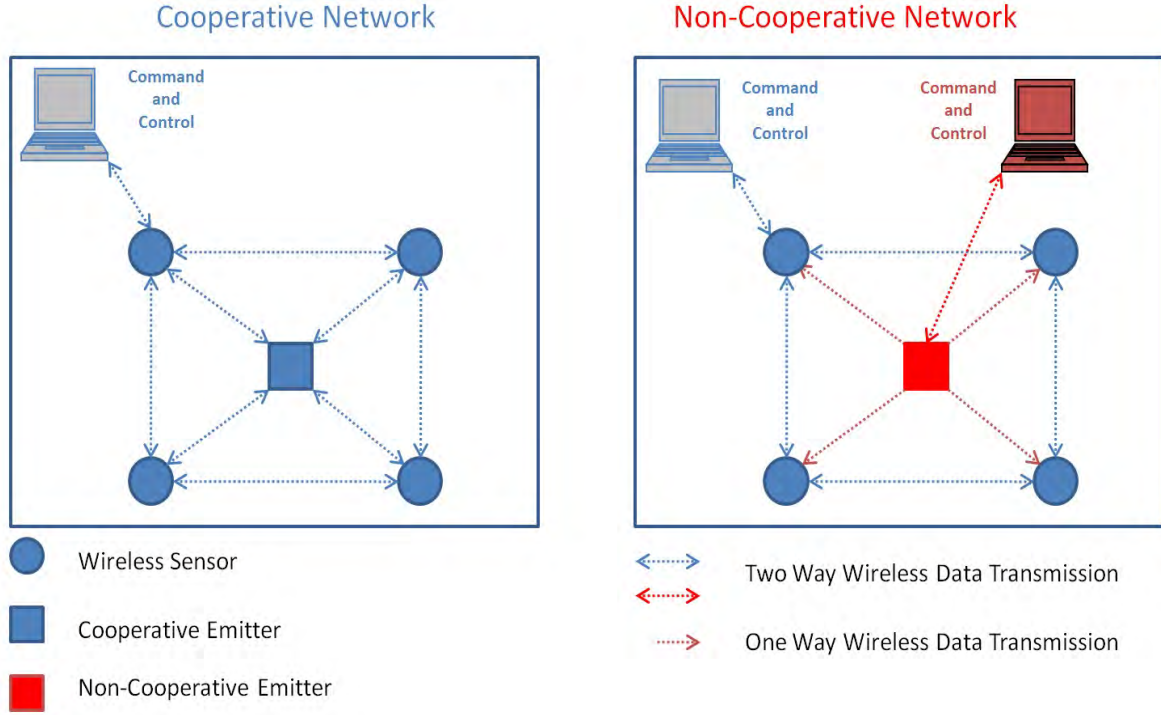 Cooperative Network
Non-Cooperative Network
Command
and
Control
Command
and
Control
Command
and
Control
Wireless Sensor
Cooperative Emitter
Non-Cooperative Emitter
Two Way Wireless Data Transmission
One Way Wireless Data Transmission